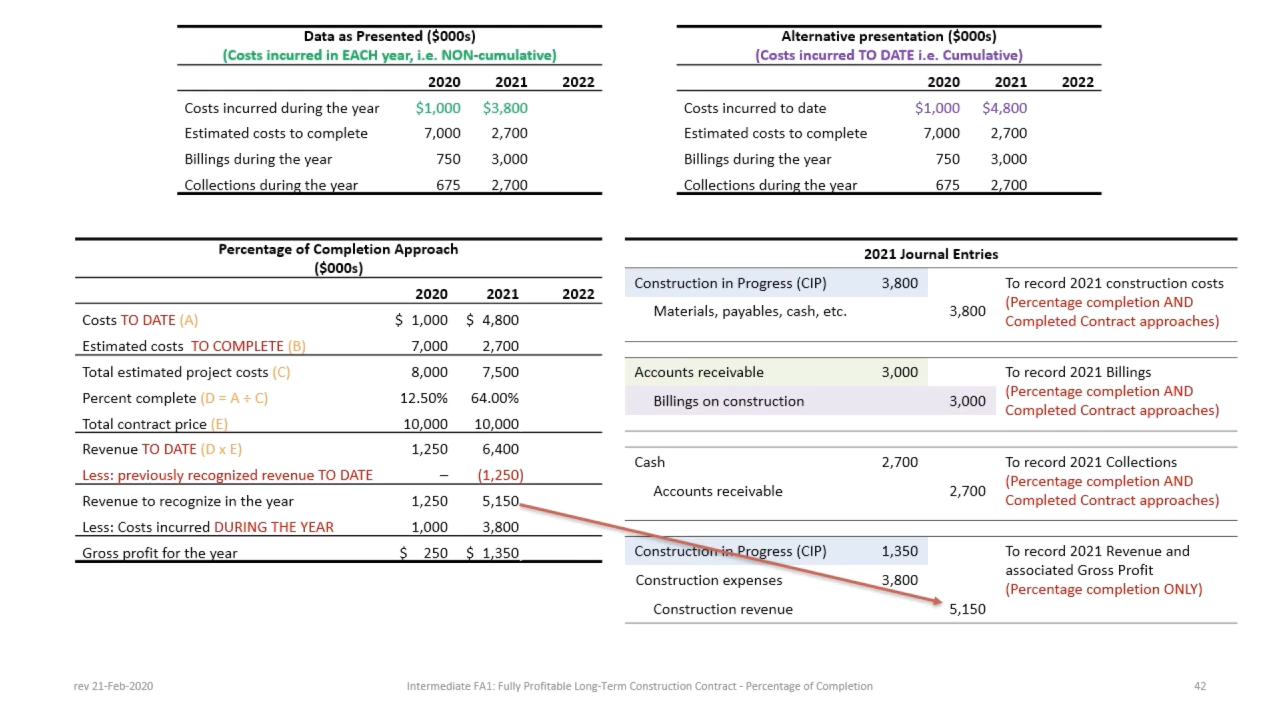 Data as Presented ($000s)
(Costs incurred in EACH year, i.e. NON-cumulative)
2020 2021 2022
Costs incurred during the year $1,000 $3,800
Estimated costs to complete 7,000 2,700
Billings during the year 750 3,000
Collections during the year 675 2,700
Alternative presentation ($000s)
(Costs incurred TO DATE i.e. Cumulative)
2020 2021 2022
Costs incurred to date $1,000 $4,800
Estimated costs to complete 7,000 2,700
Billings during the year 750 3,000
Collections during the year 675 2,700
Percentage of Completion Approach
($000s)
2020 2021 2022
Costs TO DATE (A) $ 1,000 $ 4,800
Estimated costs TO COMPLETE (B) 7,000 2,700
Total estimated project costs (C) 8,000 7,500
Percent complete (D = A ÷ C) 12.50% 64.00%
Total contract price (E) 10,000 10,000
Revenue TO DATE (D x E) 1,250 6,400
Less: previously recognized revenue TO DATE – (1,250)
Revenue to recognize in the year 1,250 5,150
Less: Costs incurred DURING THE YEAR 1,000 3,800
Gross profit for the year $ 250 $ 1,350
2021 Journal Entries
Construction in Progress (CIP) 3,800
Materials, payables, cash, etc. 3,800
To record 2021 construction costs
(Percentage completion AND
Completed Contract approaches)
Accounts receivable 3,000
Billings on construction 3,000
To record 2021 Billings
(Percentage completion AND
Completed Contract approaches)
Cash 2,700
Accounts receivable 2,700
To record 2021 Collections
(Percentage completion AND
Completed Contract approaches)
Construction in Progress (CIP) 1,350
Construction expenses 3,800
Construction revenue 5,150
To record 2021 Revenue and
associated Gross Profit
(Percentage completion ONLY)
rev 21-Feb-2020
Intermediate FA1: Fully Profitable Long-Term Construction Contract - Percentage of Completion
42